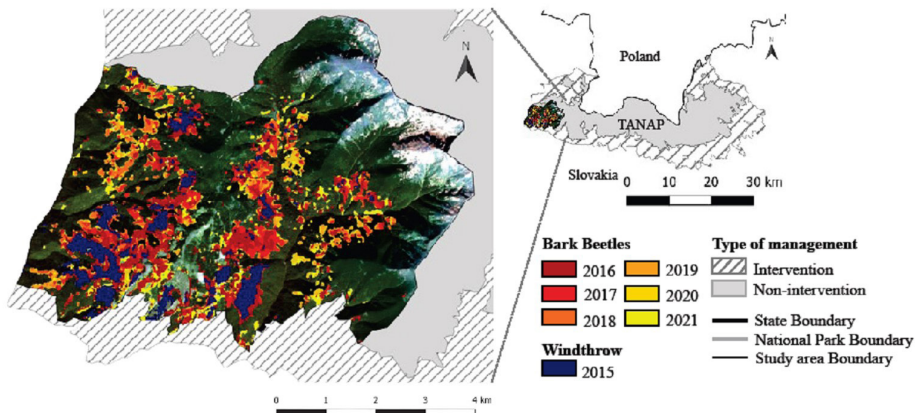 N
0 1 2 3 4 km
Poland
N
TANAP
Slovakia
0 10 20 30 km
Bark Beetles
2016 2019
2017 2020
2018 2021
Windthrow
2015
Type of management
Intervention
Non-intervention
State Boundary
National Park Boundary
Study area Boundary